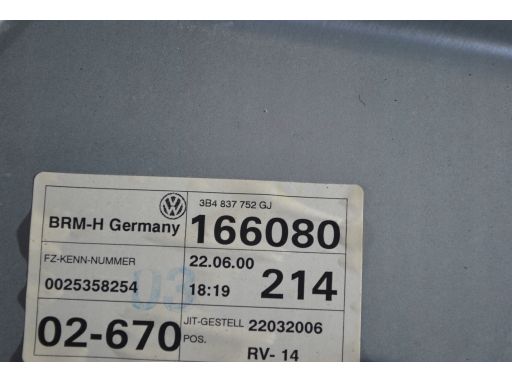 3B4 837 752 GJ
BRM-H Germany 166080
FZ-KENN-NUMMER 22.06.00
0025358254 18:19 214
03
02-670 JIT-GESTELL 22032006
POS. RV- 14